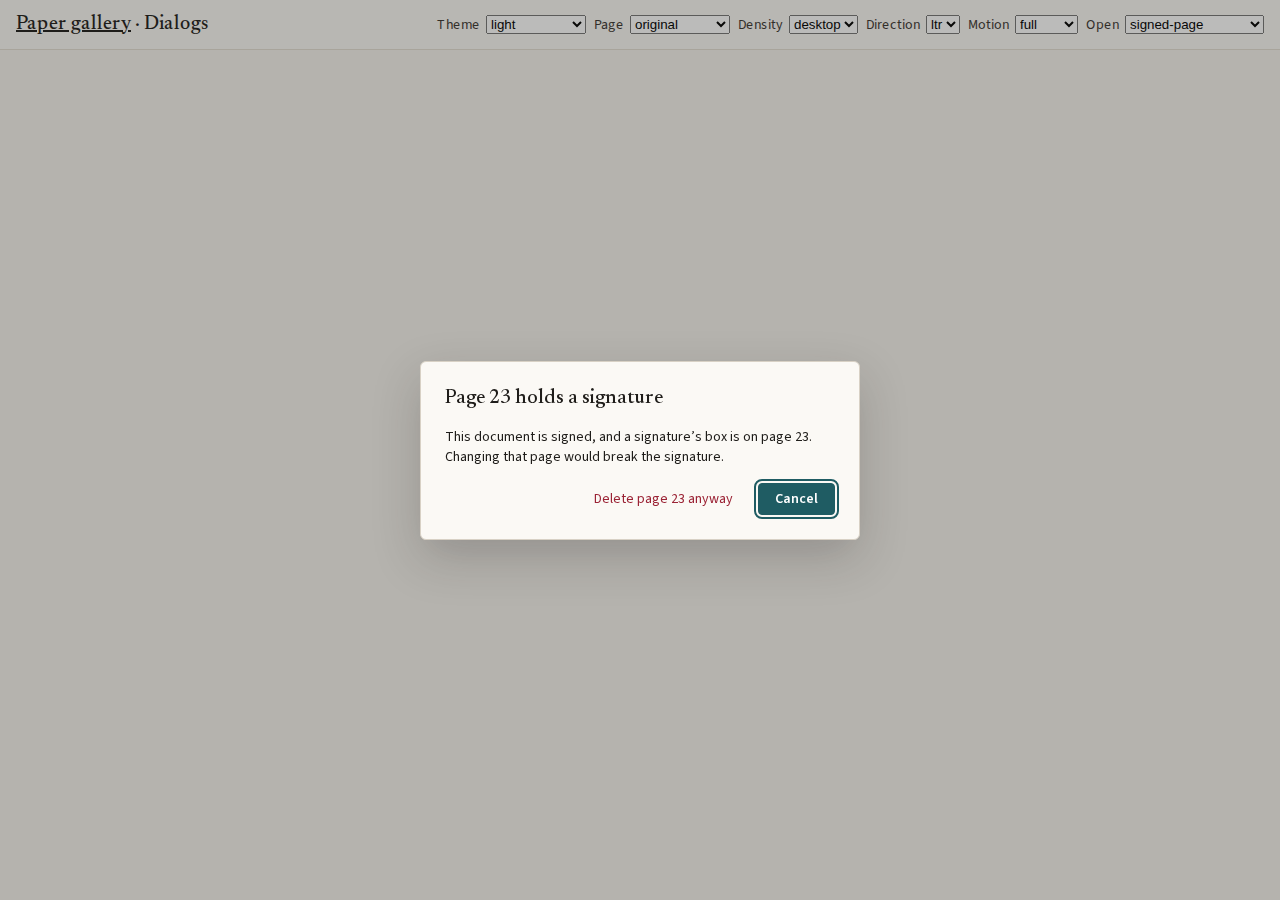 Paper gallery · Dialogs
Theme light Page original Density desktop Direction ltr Motion full Open signed-page
Page 23 holds a signature
This document is signed, and a signature’s box is on page 23.
Changing that page would break the signature.
Delete page 23 anyway
Cancel